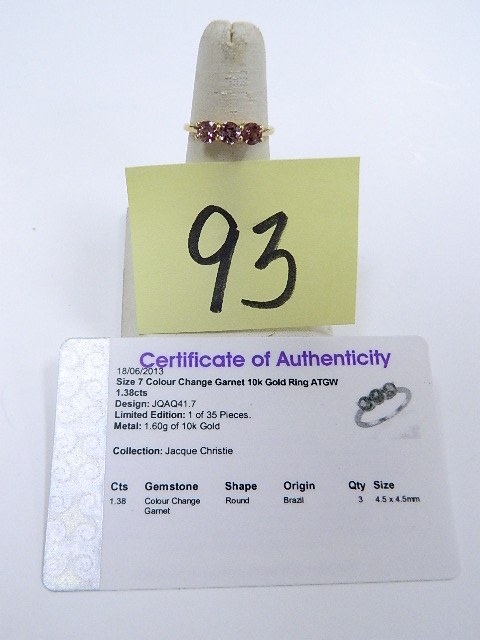 93
Certificate of Authenticity
18/06/2013
Size 7 Colour Change Garnet 10k Gold Ring ATGW
1.38cts
Design: JQAQ41.7
Limited Edition: 1 of 35 Pieces.
Metal: 1.60g of 10k Gold
Collection: Jacque Christie
Cts Gemstone Shape Origin Qty Size
1.38 Colour Change Round Brazil 3 4.5 x 4.5mm
Garnet